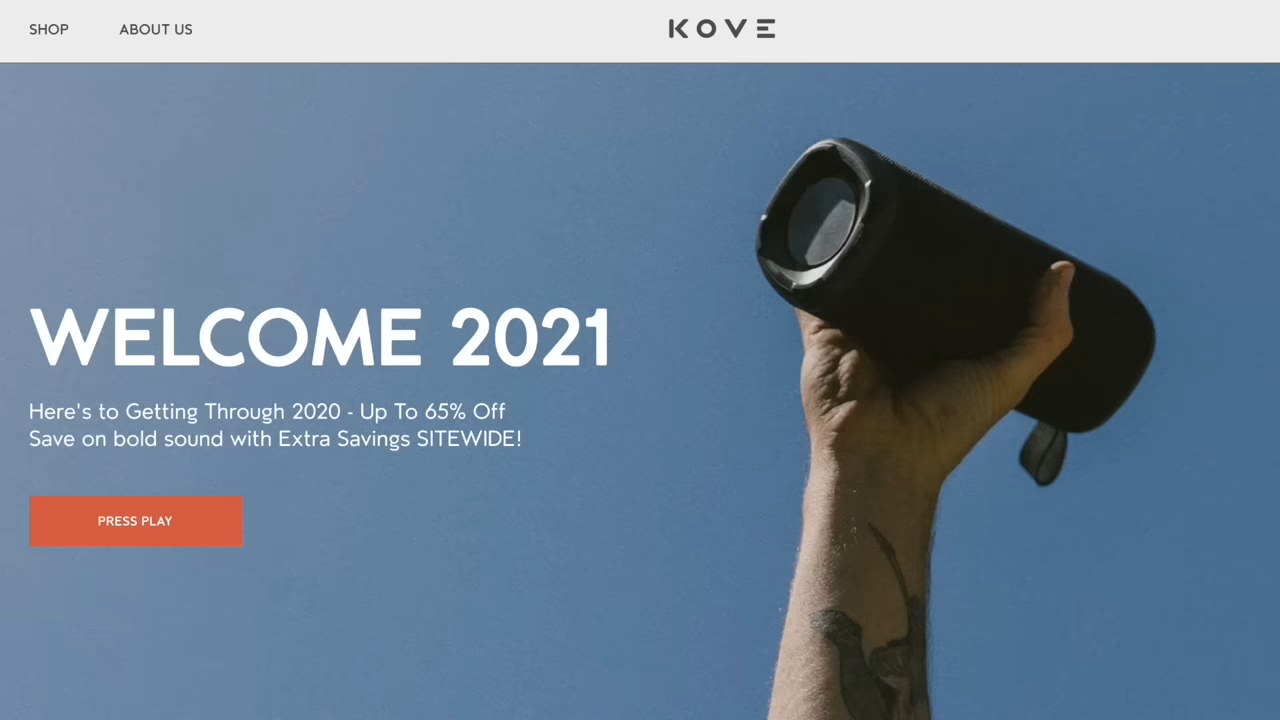 SHOP
ABOUT US
KOVE
WELCOME 2021
Here's to Getting Through 2020 - Up To 65% Off
Save on bold sound with Extra Savings SITEWIDE!
PRESS PLAY